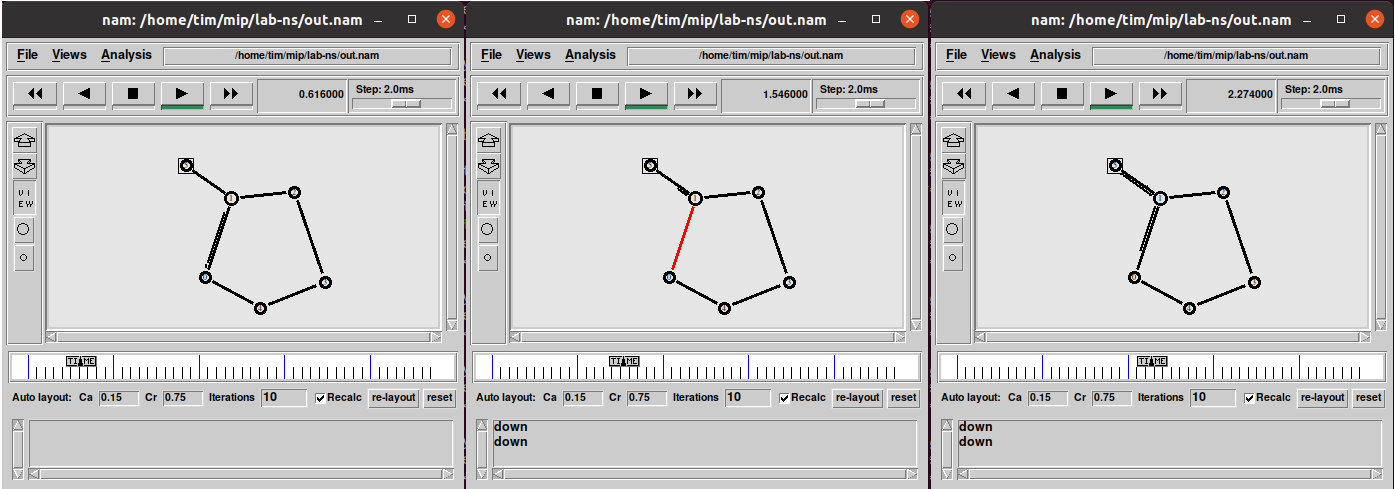 nam: /home/tim/mip/lab-ns/out.nam
File Views Analysis /home/tim/mip/lab-ns/out.nam
0.616000 Step: 2.0ms
VIEW
TIME
Auto layout: Ca 0.15 Cr 0.75 Iterations 10 Recalc re-layout reset
nam: /home/tim/mip/lab-ns/out.nam
File Views Analysis /home/tim/mip/lab-ns/out.nam
1.546000 Step: 2.0ms
VIEW
TIME
Auto layout: Ca 0.15 Cr 0.75 Iterations 10 Recalc re-layout reset
down
down
nam: /home/tim/mip/lab-ns/out.nam
File Views Analysis /home/tim/mip/lab-ns/out.nam
2.274000 Step: 2.0ms
VIEW
TIME
Auto layout: Ca 0.15 Cr 0.75 Iterations 10 Recalc re-layout reset
down
down